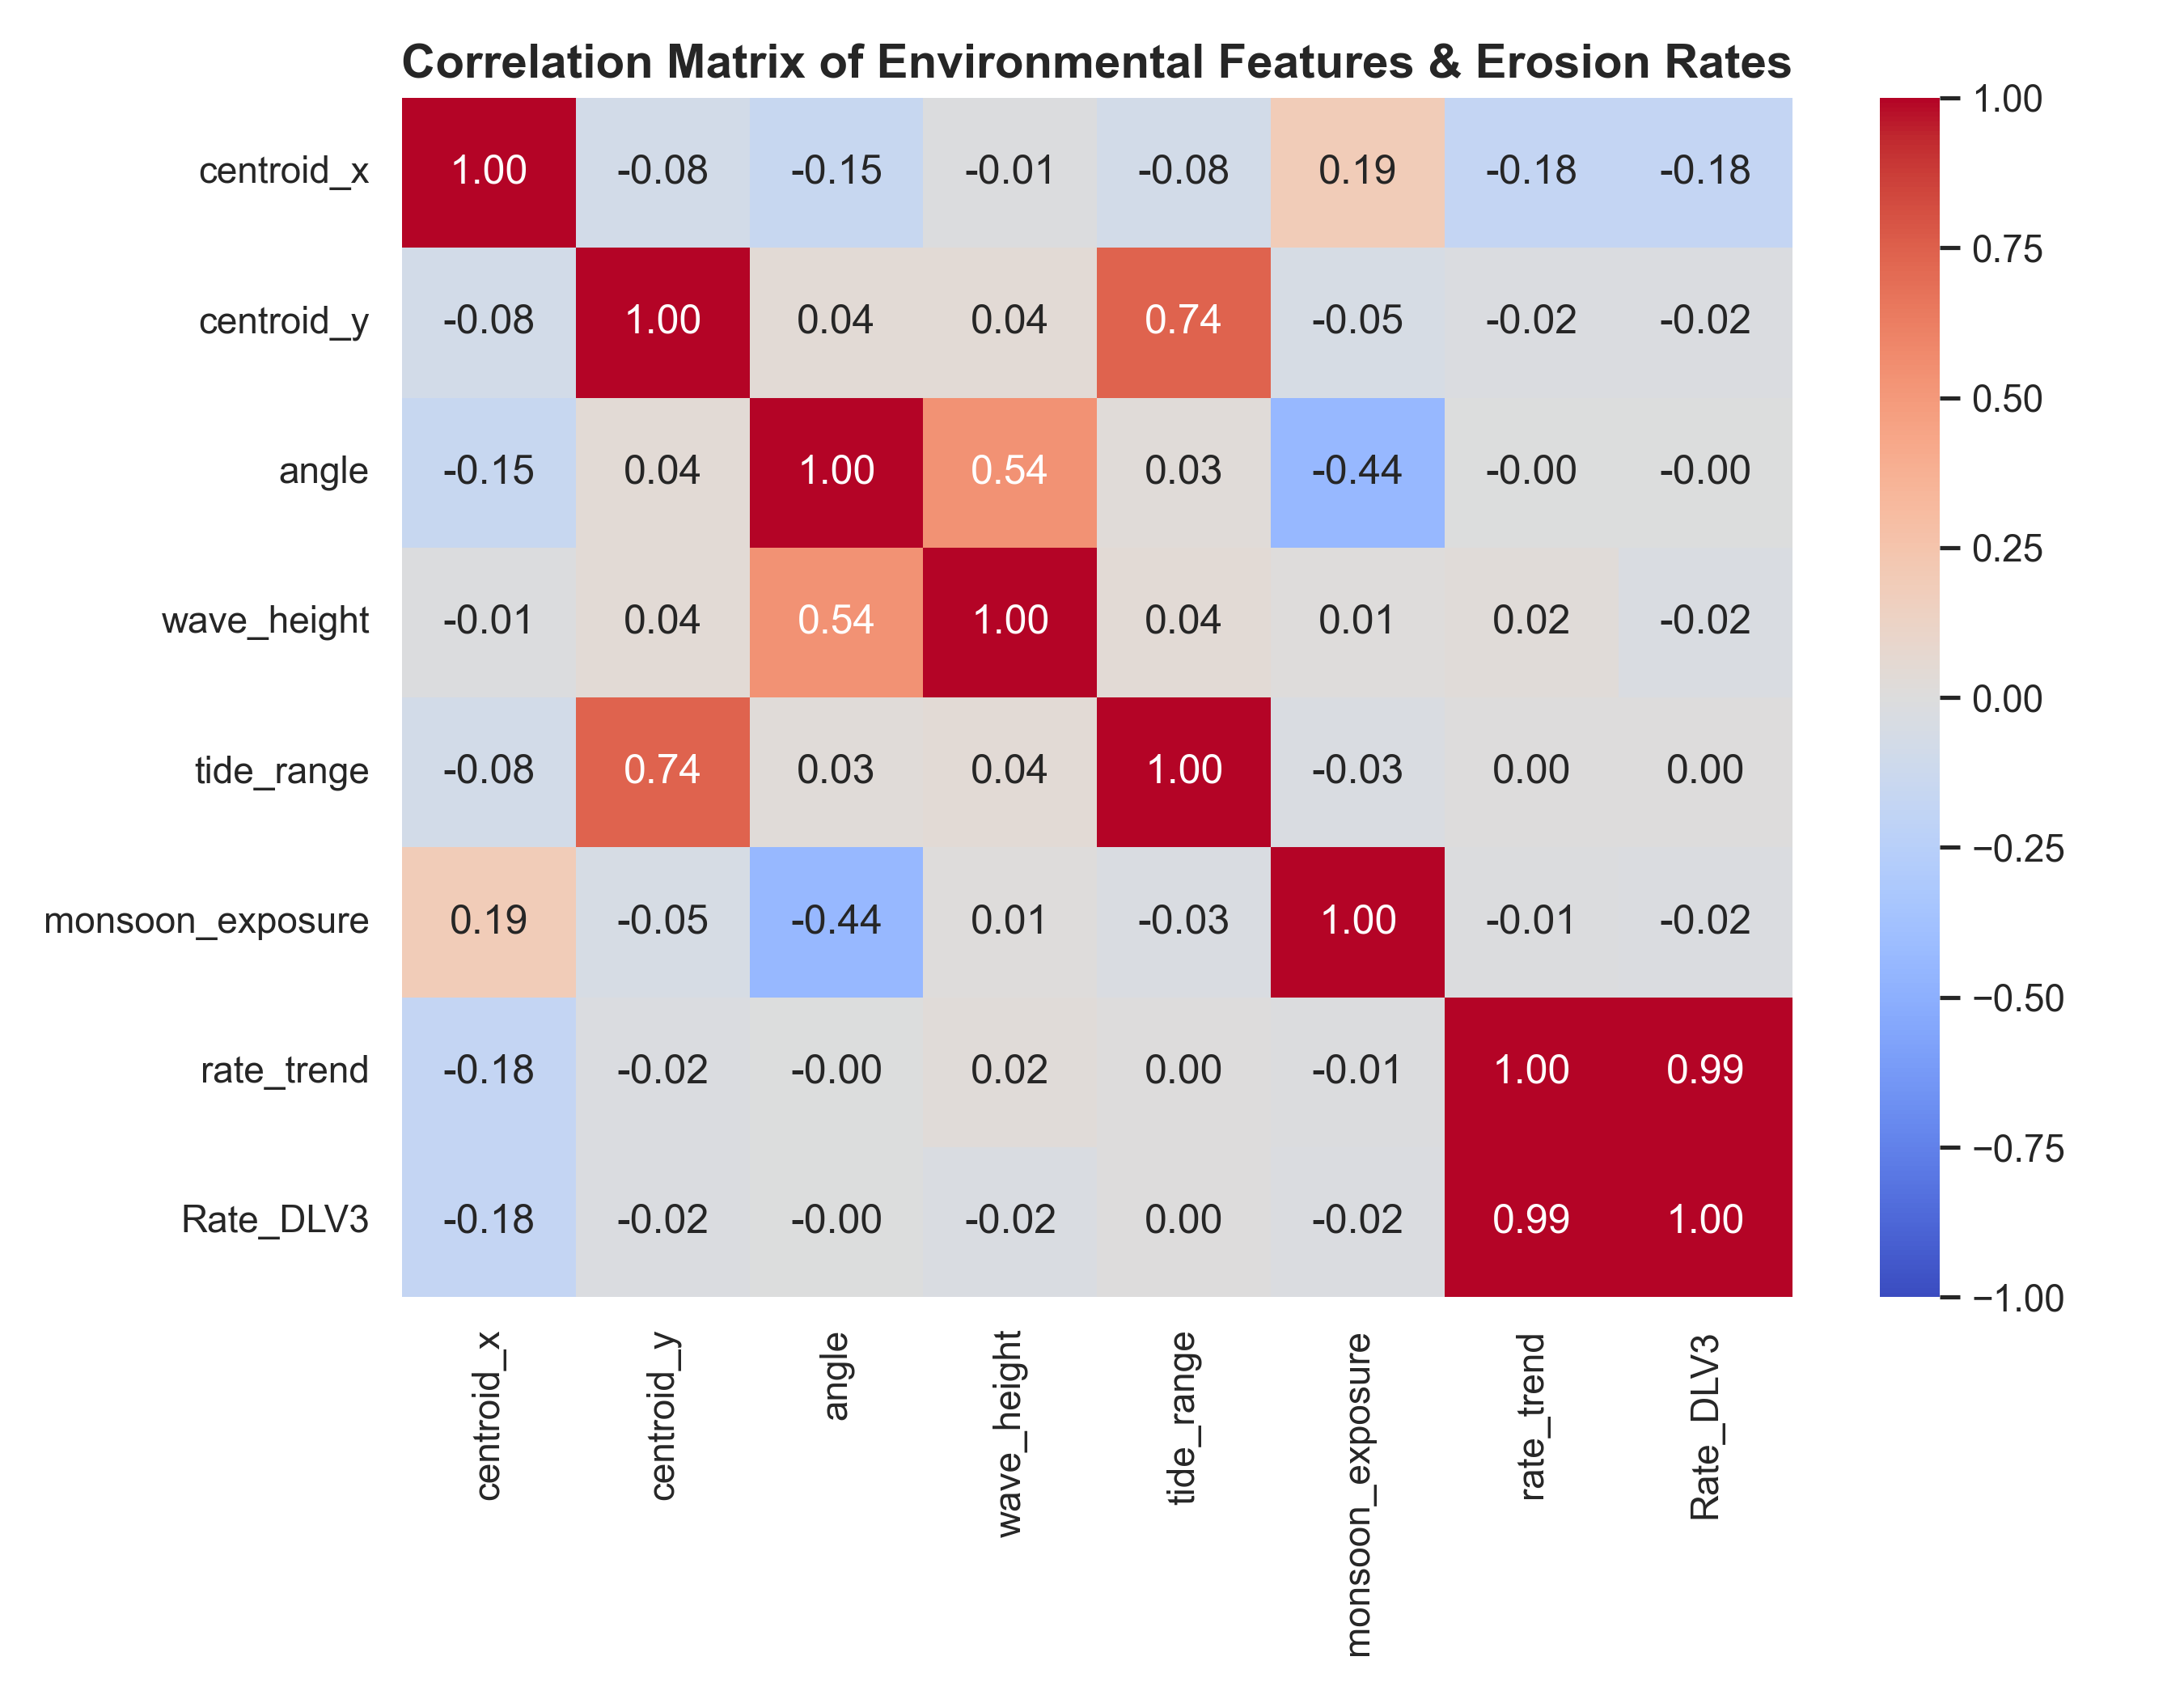 Correlation Matrix of Environmental Features & Erosion Rates
centroid_x 1.00 -0.08 -0.15 -0.01 -0.08 0.19 -0.18 -0.18
centroid_y -0.08 1.00 0.04 0.04 0.74 -0.05 -0.02 -0.02
angle -0.15 0.04 1.00 0.54 0.03 -0.44 -0.00 -0.00
wave_height -0.01 0.04 0.54 1.00 0.04 0.01 0.02 -0.02
tide_range -0.08 0.74 0.03 0.04 1.00 -0.03 0.00 0.00
monsoon_exposure 0.19 -0.05 -0.44 0.01 -0.03 1.00 -0.01 -0.02
rate_trend -0.18 -0.02 -0.00 0.02 0.00 -0.01 1.00 0.99
Rate_DLV3 -0.18 -0.02 -0.00 -0.02 0.00 -0.02 0.99 1.00
centroid_x
centroid_y
angle
wave_height
tide_range
monsoon_exposure
rate_trend
Rate_DLV3
1.00
0.75
0.50
0.25
0.00
−0.25
−0.50
−0.75
−1.00